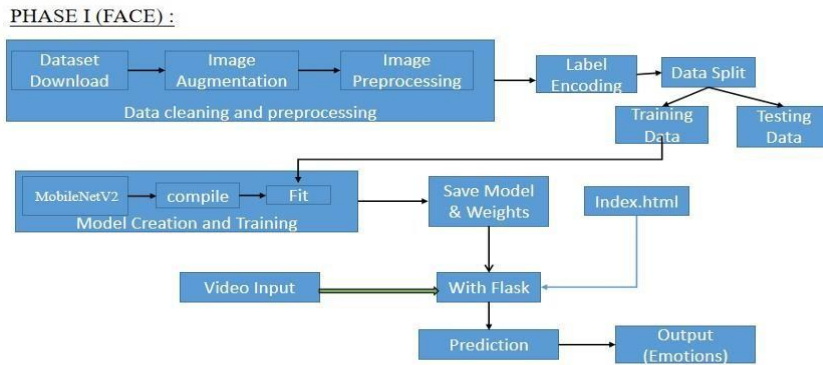 PHASE I (FACE) :
Dataset
Download
Image
Augmentation
Image
Preprocessing
Data cleaning and preprocessing
Label
Encoding
Data Split
Training
Data
Testing
Data
MobileNetV2
compile
Fit
Model Creation and Training
Save Model
& Weights
Index.html
Video Input
With Flask
Prediction
Output
(Emotions)